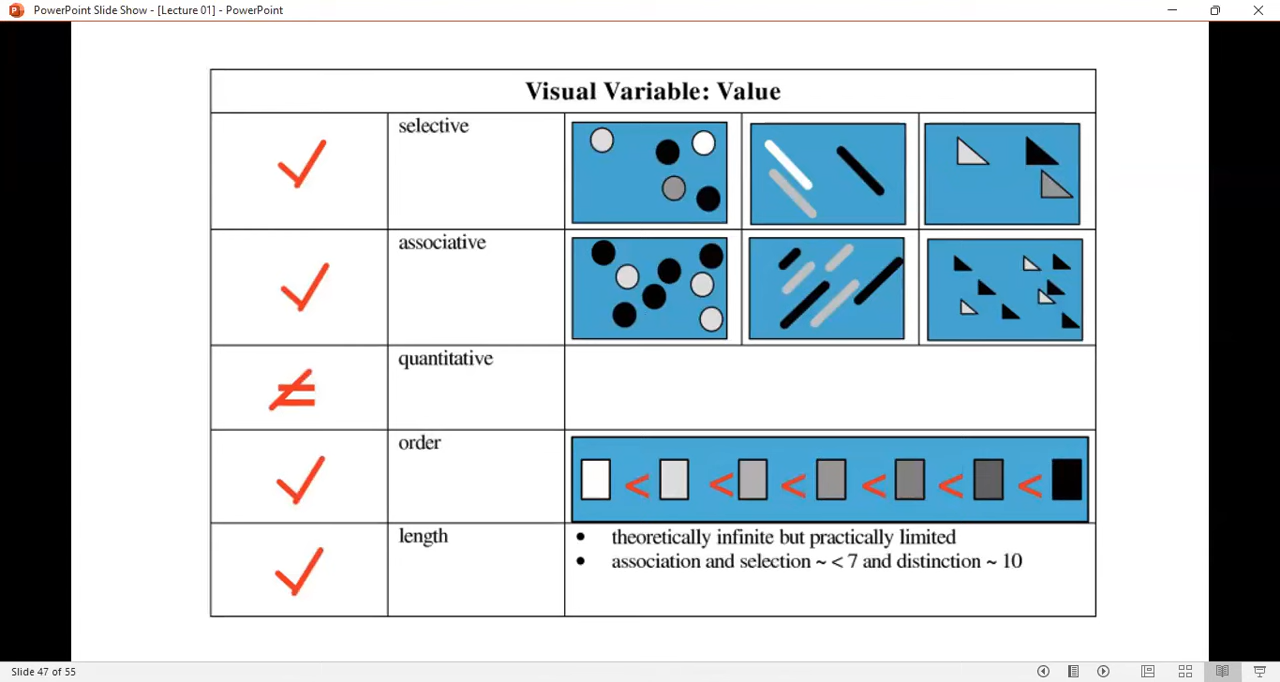 PowerPoint Slide Show - [Lecture 01] - PowerPoint
Visual Variable: Value
selective
associative
quantitative
≠
order
< < < < < <
length
• theoretically infinite but practically limited
• association and selection ~ < 7 and distinction ~ 10
Slide 47 of 55